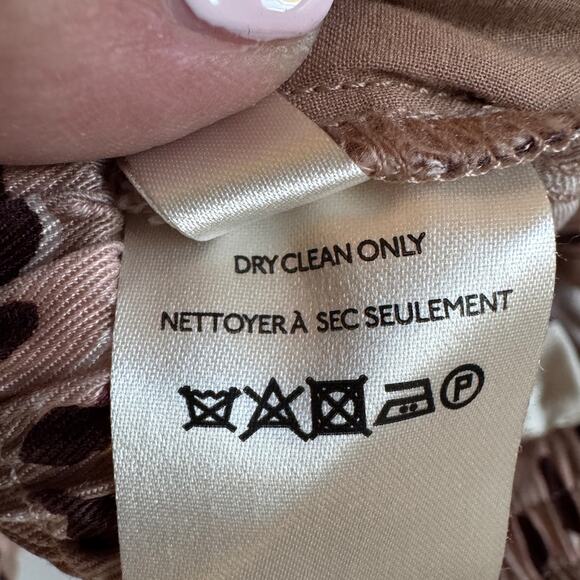 DRY CLEAN ONLY
NETTOYER À SEC SEULEMENT
P